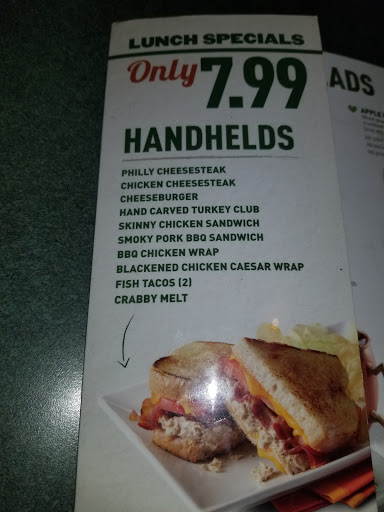 LUNCH SPECIALS
Only 7.99
HANDHELDS
PHILLY CHEESESTEAK
CHICKEN CHEESESTEAK
CHEESEBURGER
HAND CARVED TURKEY CLUB
SKINNY CHICKEN SANDWICH
SMOKY PORK BBQ SANDWICH
BBQ CHICKEN WRAP
BLACKENED CHICKEN CAESAR WRAP
FISH TACOS (2)
CRABBY MELT
ADS
APPLE